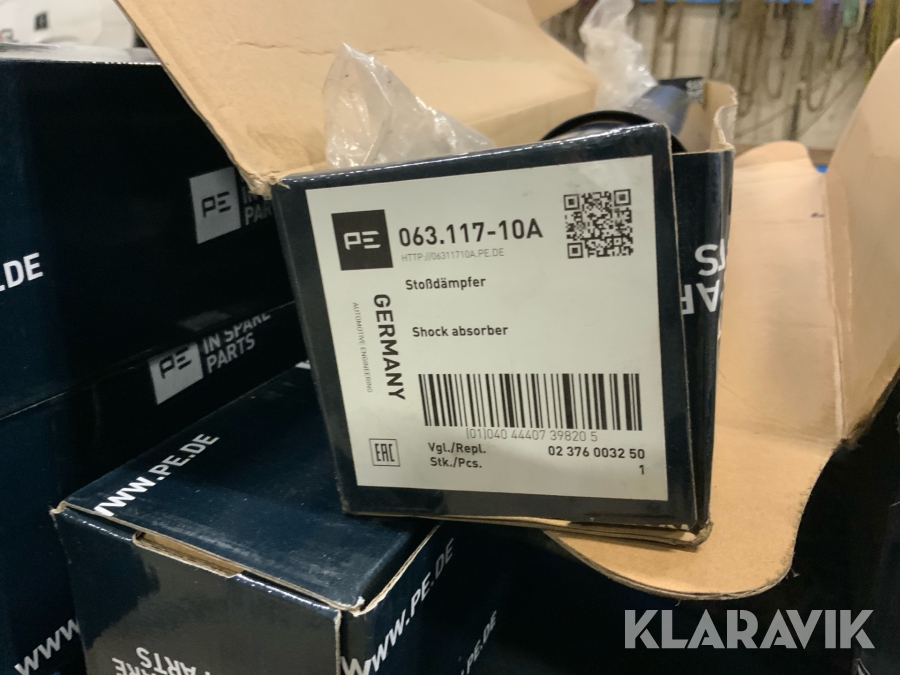 PE
IN SPARE
PA
.DE
PE
IN SPARE
PARTS
PE
063.117-10A
HTTP://06311710A.PE.DE
Stoßdämpfer
GERMANY
AUTOMOTIVE ENGINEERING
Shock absorber
(01)040 44407 39820 5
EAC
Vgl./Repl. 02 376 0032 50
Stk./Pcs. 1
WWW.PE.DE
WWW.PE.DE
PARTS
KLARAVIK